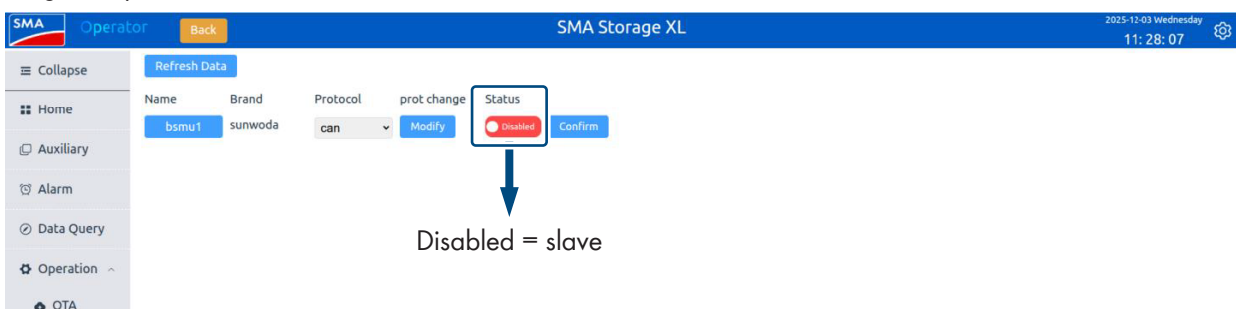 SMA
Operator
Back
SMA Storage XL
2025-12-03 Wednesday
11: 28: 07
Collapse
Refresh Data
Home
Name Brand Protocol prot change Status
bsmu1 sunwoda can Modify Disabled Confirm
Auxiliary
Alarm
Data Query
Disabled = slave
Operation
OTA